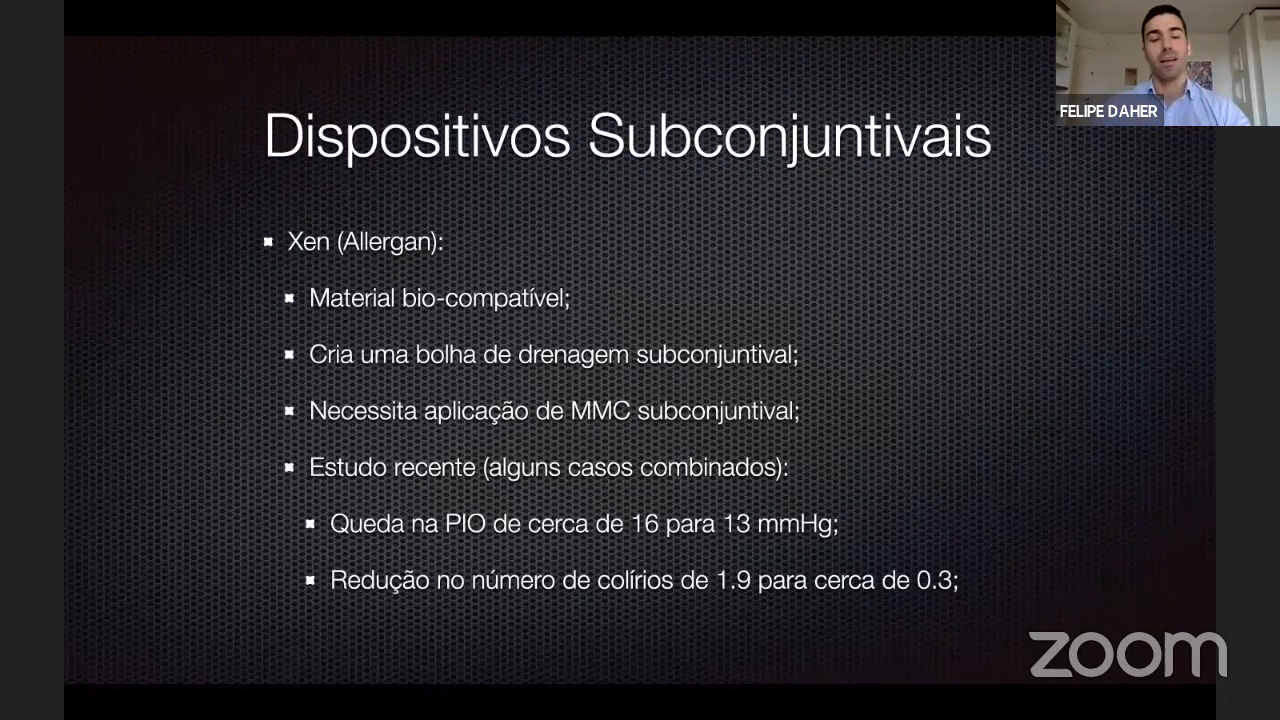 FELIPE DAHER
Dispositivos Subconjuntivais
Xen (Allergan):
Material bio-compatível;
Cria uma bolha de drenagem subconjuntival;
Necessita aplicação de MMC subconjuntival;
Estudo recente (alguns casos combinados):
Queda na PIO de cerca de 16 para 13 mmHg;
Redução no número de colírios de 1.9 para cerca de 0.3;
zoom